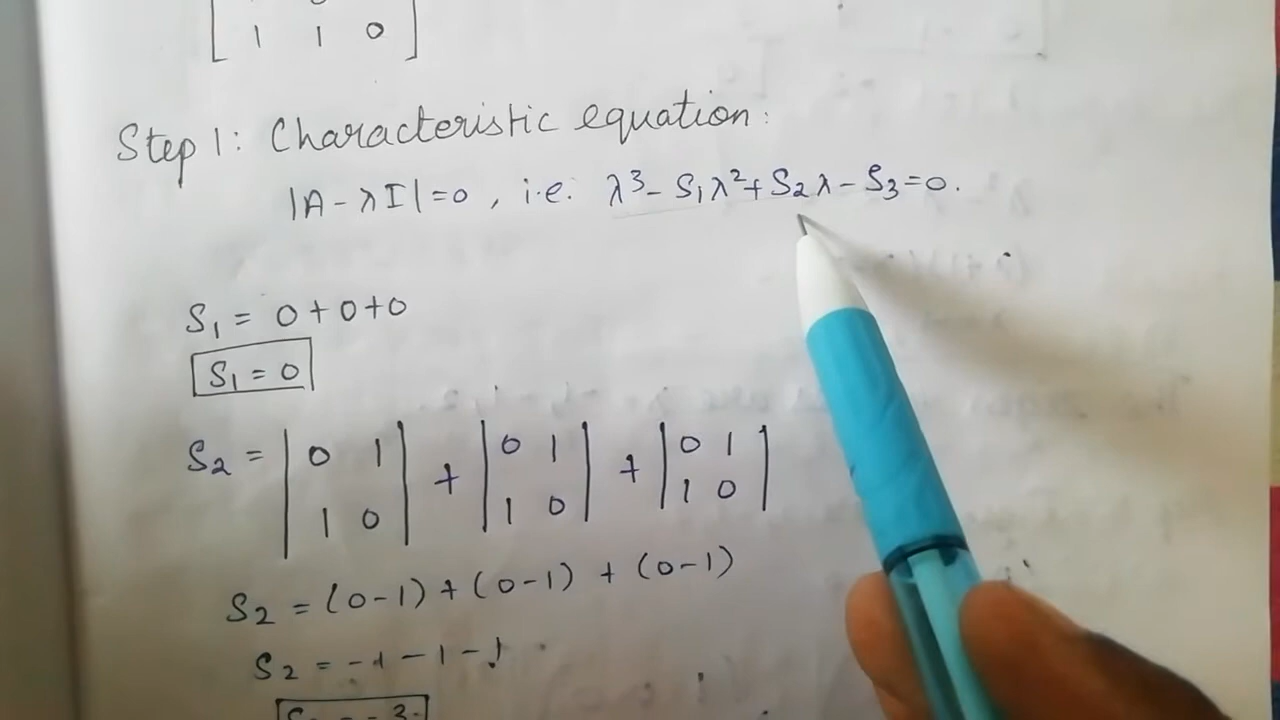 1 1 0
Step 1: Characteristic equation:
|A - λI| = 0 , i.e. λ³ - S₁λ² + S₂λ - S₃ = 0.
S₁ = 0 + 0 + 0
S₁ = 0
S₂ = | 0 1 | + | 0 1 | + | 0 1 |
| 1 0 | | 1 0 | | 1 0 |
S₂ = (0-1) + (0-1) + (0-1)
S₂ = -1 - 1 - 1